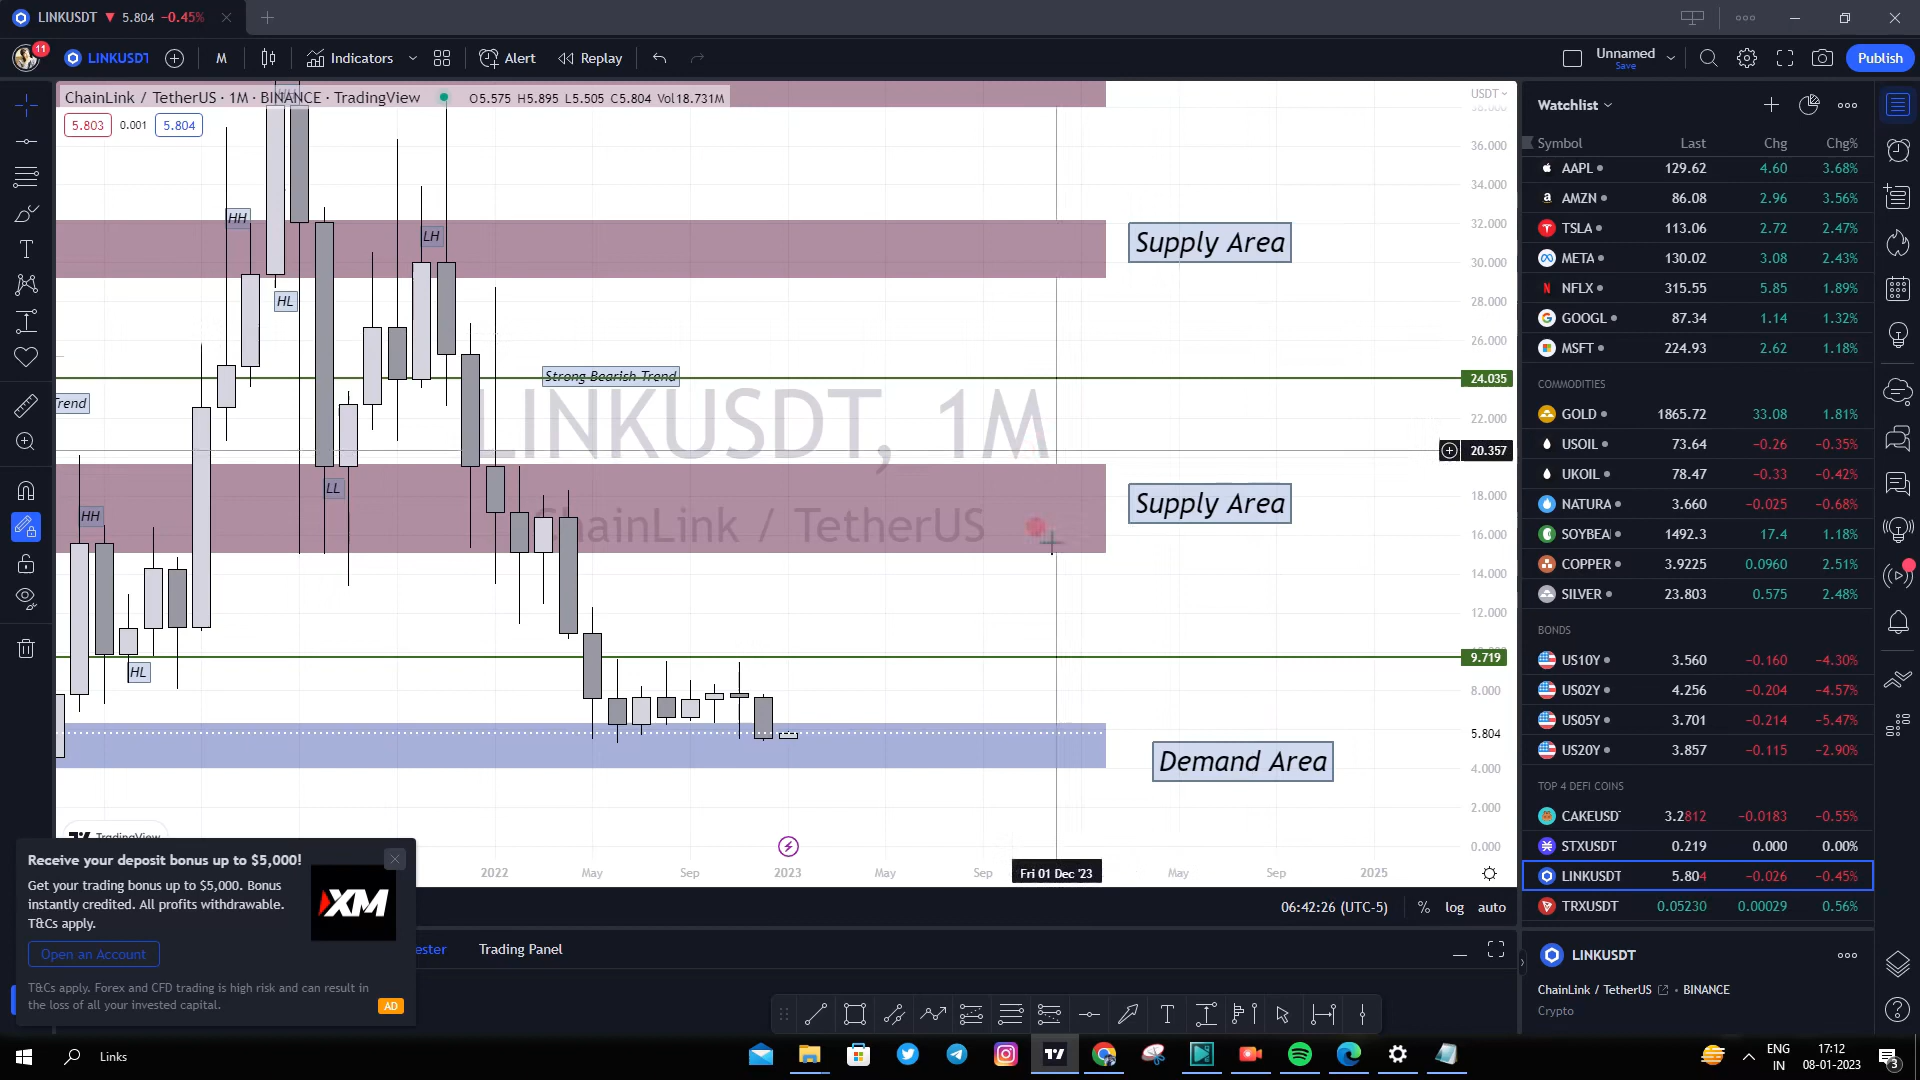 LINKUSDT ▼ 5.804 −0.45%
11 LINKUSDT M Indicators Alert Replay Unnamed Save Publish
ChainLink / TetherUS · 1M · BINANCE · TradingView O5.575 H5.895 L5.505 C5.804 Vol18.731M
5.803 0.001 5.804
USDT
36.000
34.000
32.000
30.000
28.000
26.000
24.035
22.000
20.357
18.000
16.000
14.000
12.000
9.719
8.000
5.804
4.000
2.000
0.000
HH
LH
HL
Supply Area
Strong Bearish Trend
Trend
LINKUSDT, 1M
ChainLink / TetherUS
LL
HH
HL
Supply Area
Demand Area
TradingView
2022 May Sep 2023 May Sep Fri 01 Dec '23 May Sep 2025
06:42:26 (UTC-5) % log auto
ester Trading Panel
Receive your deposit bonus up to $5,000!
Get your trading bonus up to $5,000. Bonus
instantly credited. All profits withdrawable.
T&Cs apply.
XM
Open an Account
T&Cs apply. Forex and CFD trading is high risk and can result in
the loss of all your invested capital.
AD
Watchlist
Symbol Last Chg Chg%
AAPL 129.62 4.60 3.68%
AMZN 86.08 2.96 3.56%
TSLA 113.06 2.72 2.47%
META 130.02 3.08 2.43%
NFLX 315.55 5.85 1.89%
GOOGL 87.34 1.14 1.32%
MSFT 224.93 2.62 1.18%
COMMODITIES
GOLD 1865.72 33.08 1.81%
USOIL 73.64 −0.26 −0.35%
UKOIL 78.47 −0.33 −0.42%
NATURA 3.660 −0.025 −0.68%
SOYBEA 1492.3 17.4 1.18%
COPPER 3.9225 0.0960 2.51%
SILVER 23.803 0.575 2.48%
BONDS
US10Y 3.560 −0.160 −4.30%
US02Y 4.256 −0.204 −4.57%
US05Y 3.701 −0.214 −5.47%
US20Y 3.857 −0.115 −2.90%
TOP 4 DEFI COINS
CAKEUSD 3.2812 −0.0183 −0.55%
STXUSDT 0.219 0.000 0.00%
LINKUSDT 5.804 −0.026 −0.45%
TRXUSDT 0.05230 0.00029 0.56%
LINKUSDT
ChainLink / TetherUS · BINANCE
Crypto
Links
ENG
IN
17:12
08-01-2023
3